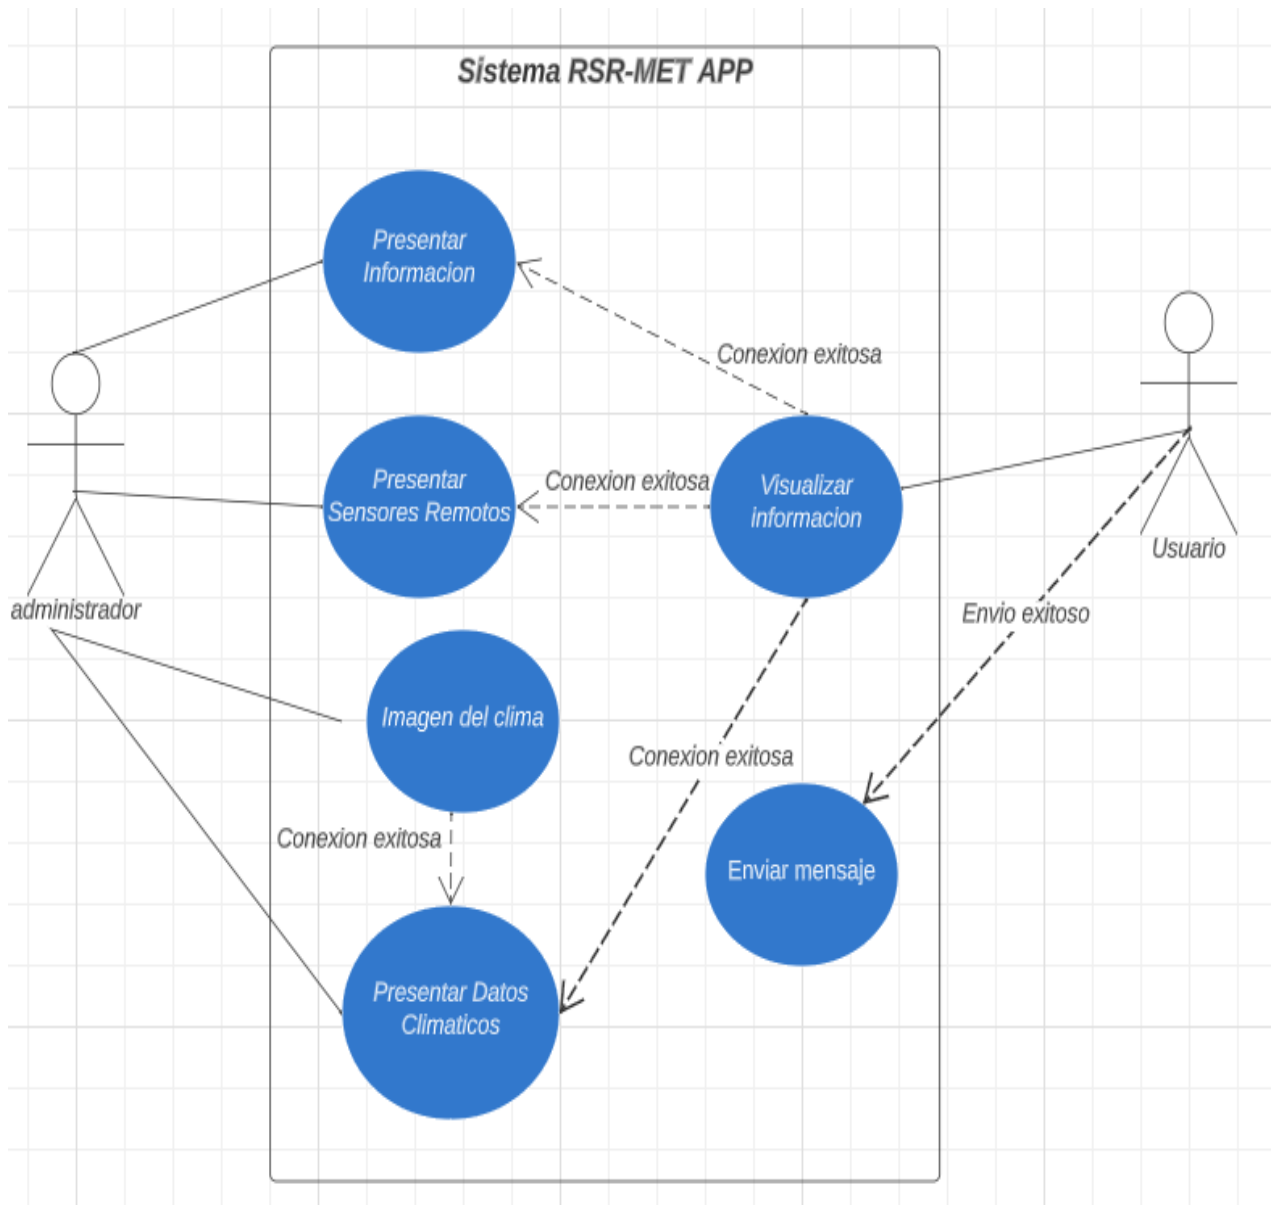 Sistema RSR-MET APP
Presentar
Informacion
Conexion exitosa
Presentar
Sensores Remotos
Conexion exitosa
Visualizar
informacion
Usuario
administrador
Envio exitoso
Imagen del clima
Conexion exitosa
Conexion exitosa
Enviar mensaje
Presentar Datos
Climaticos